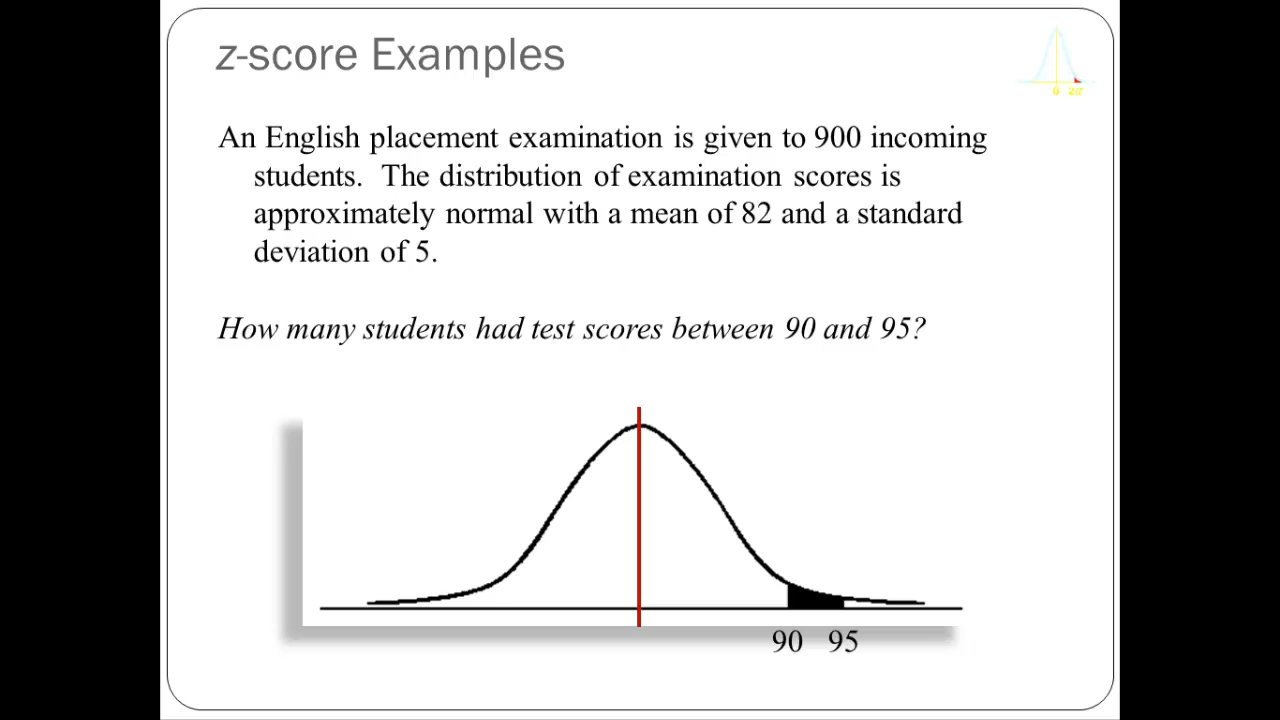 z-score Examples
0 2σ
An English placement examination is given to 900 incoming
students. The distribution of examination scores is
approximately normal with a mean of 82 and a standard
deviation of 5.
How many students had test scores between 90 and 95?
90 95